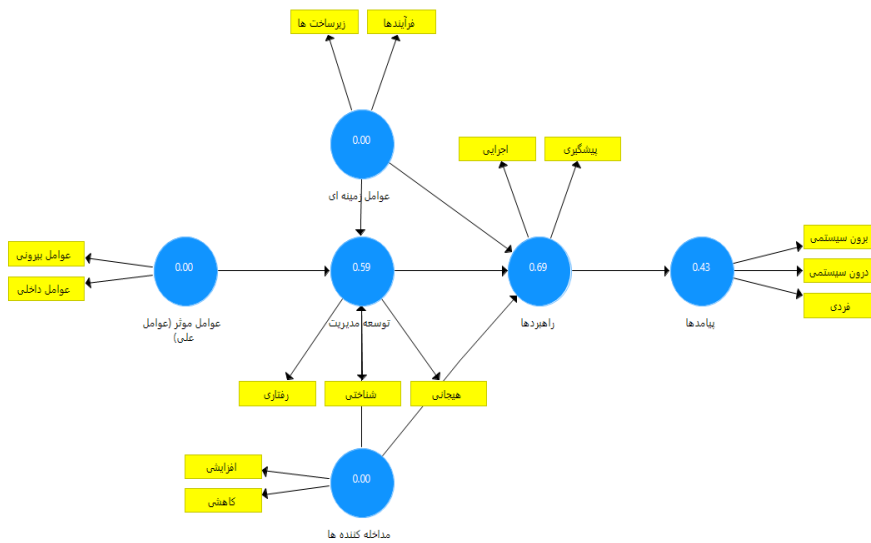 زیرساخت ها
فرآیندها
0.00
عوامل زمینه ای
اجرایی
پیشگیری
عوامل بیرونی
عوامل داخلی
0.00
عوامل موثر (عوامل
علی)
0.59
توسعه مدیریت
0.69
راهبردها
0.43
پیامدها
برون سیستمی
درون سیستمی
فردی
رفتاری
شناختی
هیجانی
افزایشی
کاهشی
0.00
مداخله کننده ها